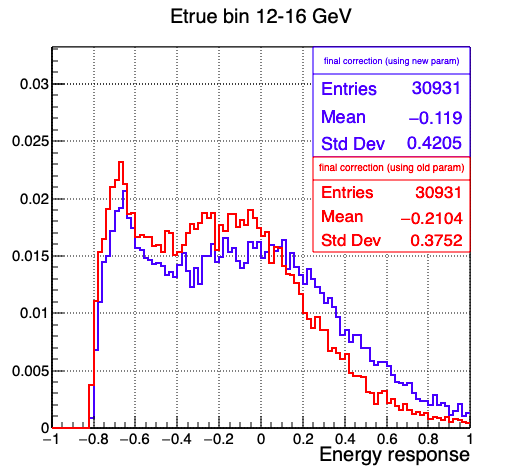 Etrue bin 12-16 GeV
final correction (using new param)
Entries 30931
Mean −0.119
Std Dev 0.4205
final correction (using old param)
Entries 30931
Mean −0.2104
Std Dev 0.3752
0.03
0.025
0.02
0.015
0.01
0.005
0
−1 −0.8 −0.6 −0.4 −0.2 0 0.2 0.4 0.6 0.8 1
Energy response